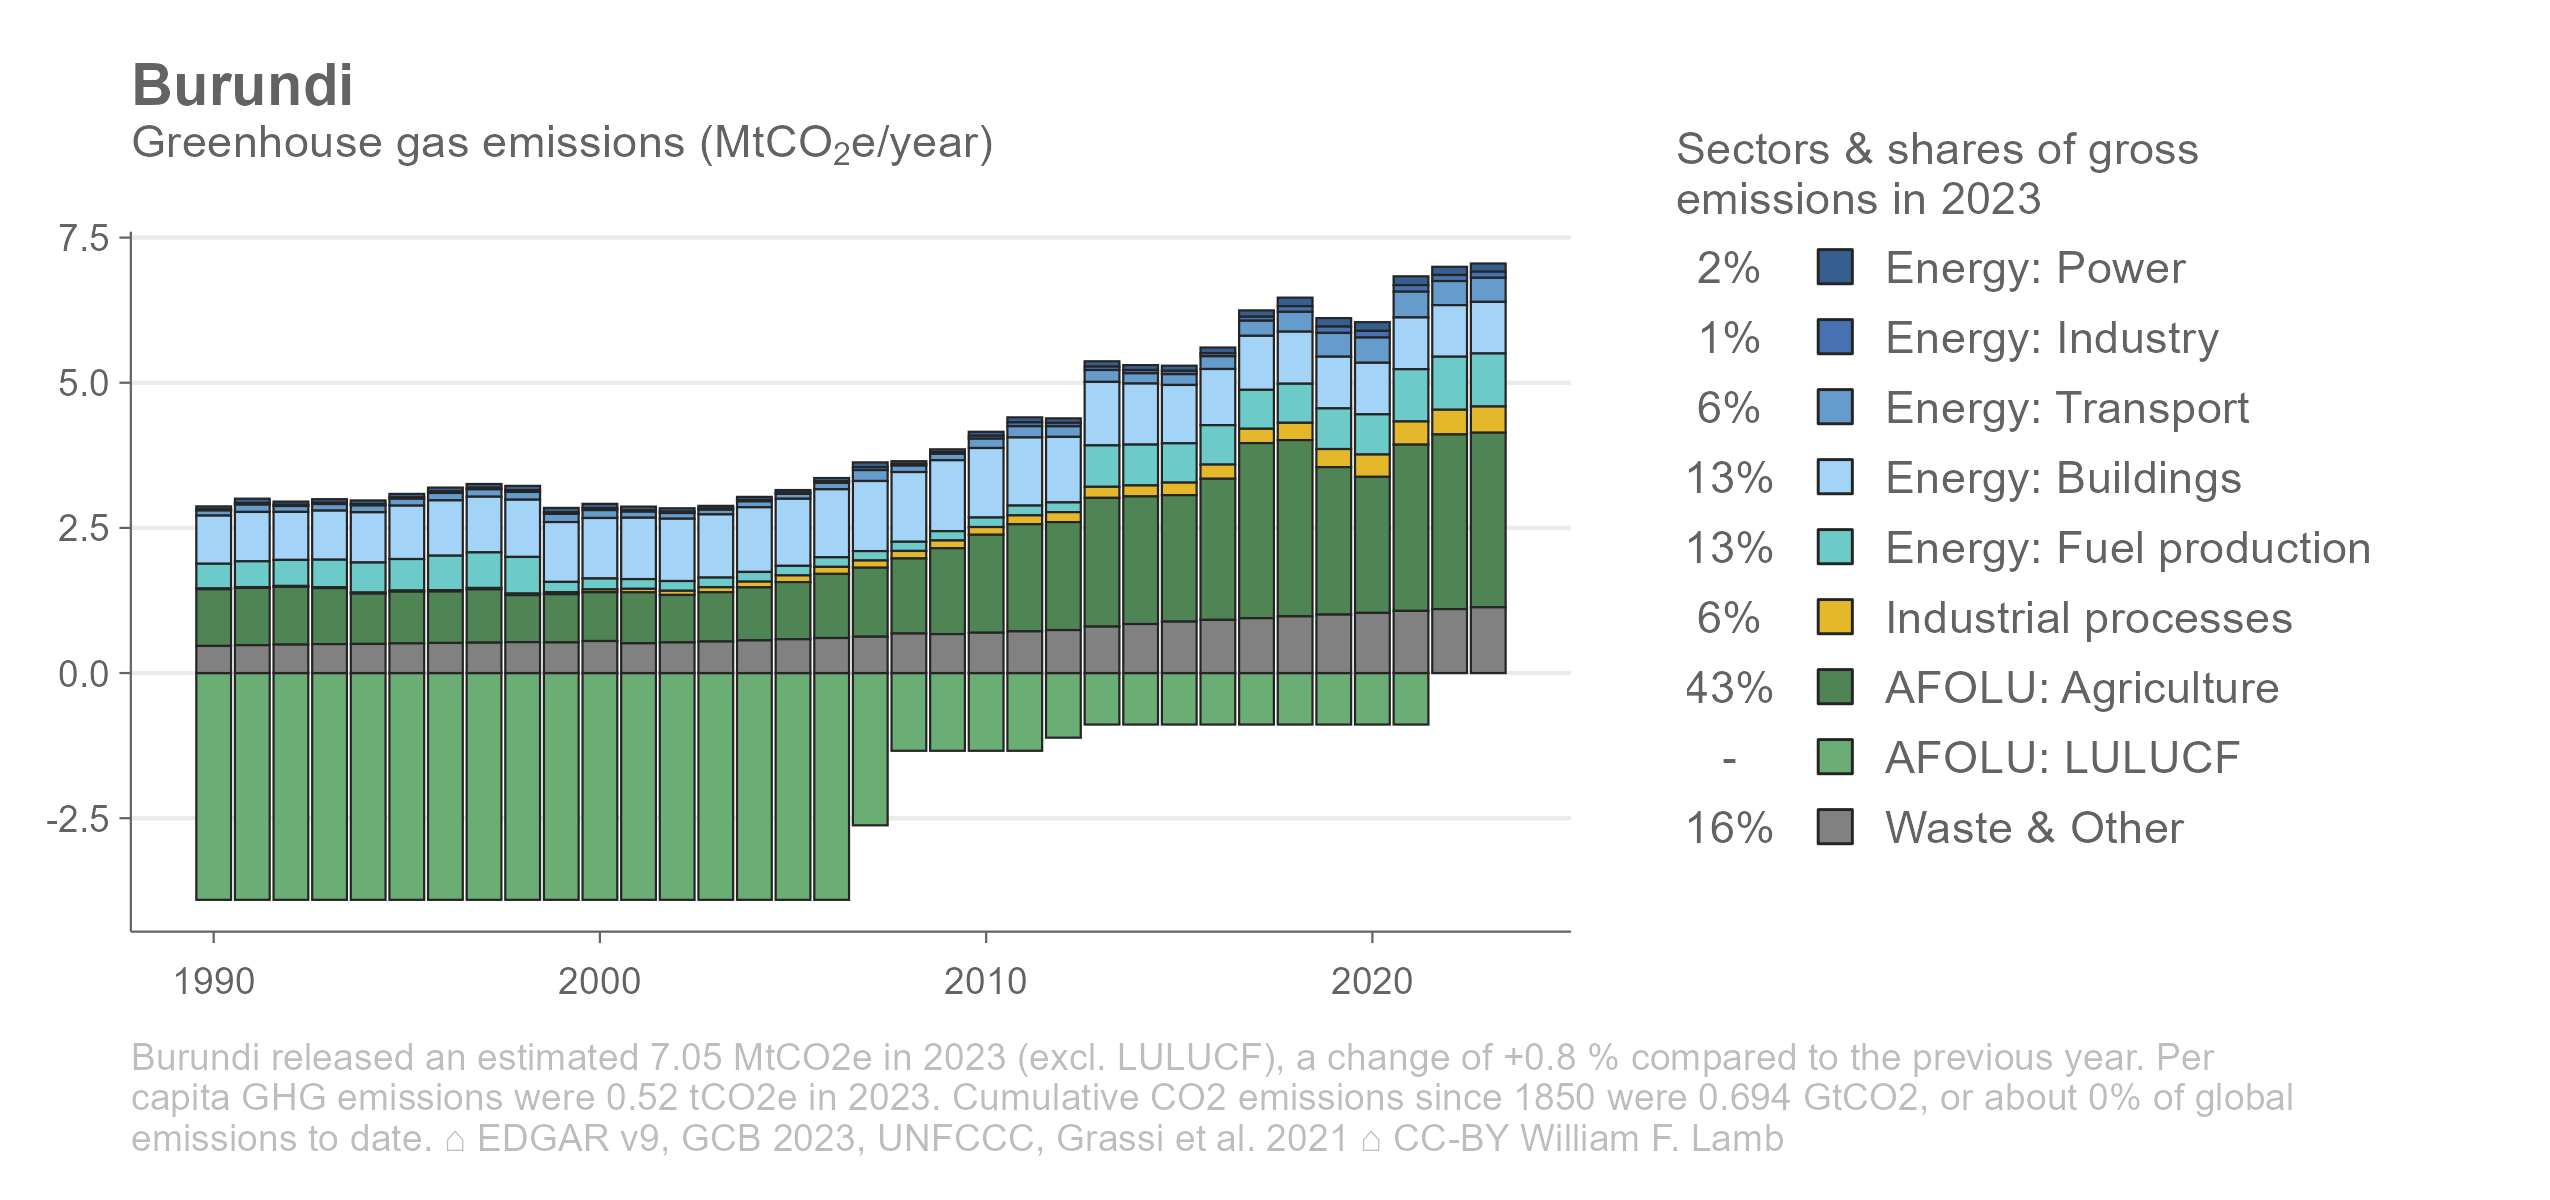 Burundi
Greenhouse gas emissions (MtCO₂e/year)
7.5
5.0
2.5
0.0
-2.5
1990
2000
2010
2020
Sectors & shares of gross
emissions in 2023
2% Energy: Power
1% Energy: Industry
6% Energy: Transport
13% Energy: Buildings
13% Energy: Fuel production
6% Industrial processes
43% AFOLU: Agriculture
- AFOLU: LULUCF
16% Waste & Other
Burundi released an estimated 7.05 MtCO2e in 2023 (excl. LULUCF), a change of +0.8 % compared to the previous year. Per
capita GHG emissions were 0.52 tCO2e in 2023. Cumulative CO2 emissions since 1850 were 0.694 GtCO2, or about 0% of global
emissions to date. ⌂ EDGAR v9, GCB 2023, UNFCCC, Grassi et al. 2021 ⌂ CC-BY William F. Lamb